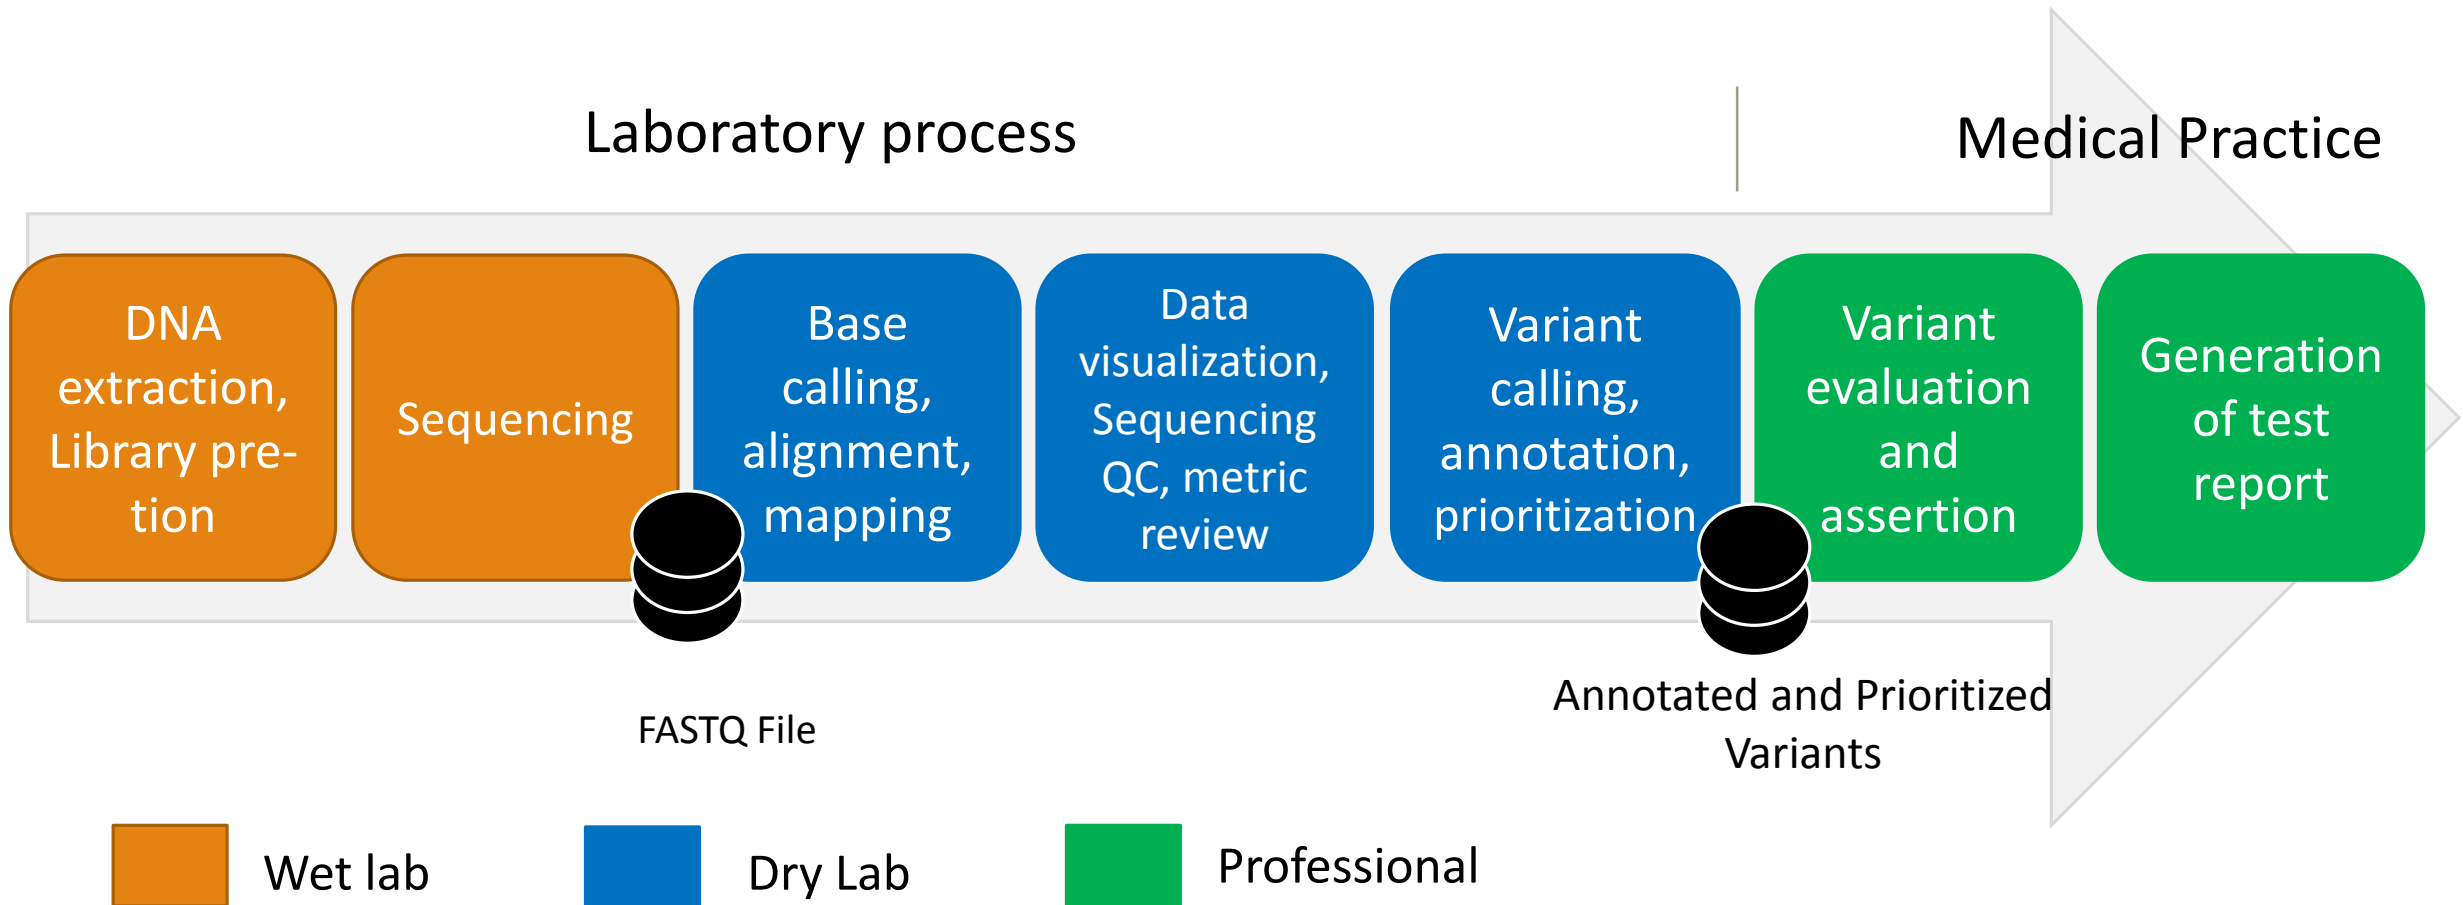 Laboratory process
Medical Practice
DNA
extraction,
Library pre-
tion
Sequencing
Base
calling,
alignment,
mapping
Data
visualization,
Sequencing
QC, metric
review
Variant
calling,
annotation,
prioritization
Variant
evaluation
and
assertion
Generation
of test
report
FASTQ File
Annotated and Prioritized
Variants
Wet lab
Dry Lab
Professional